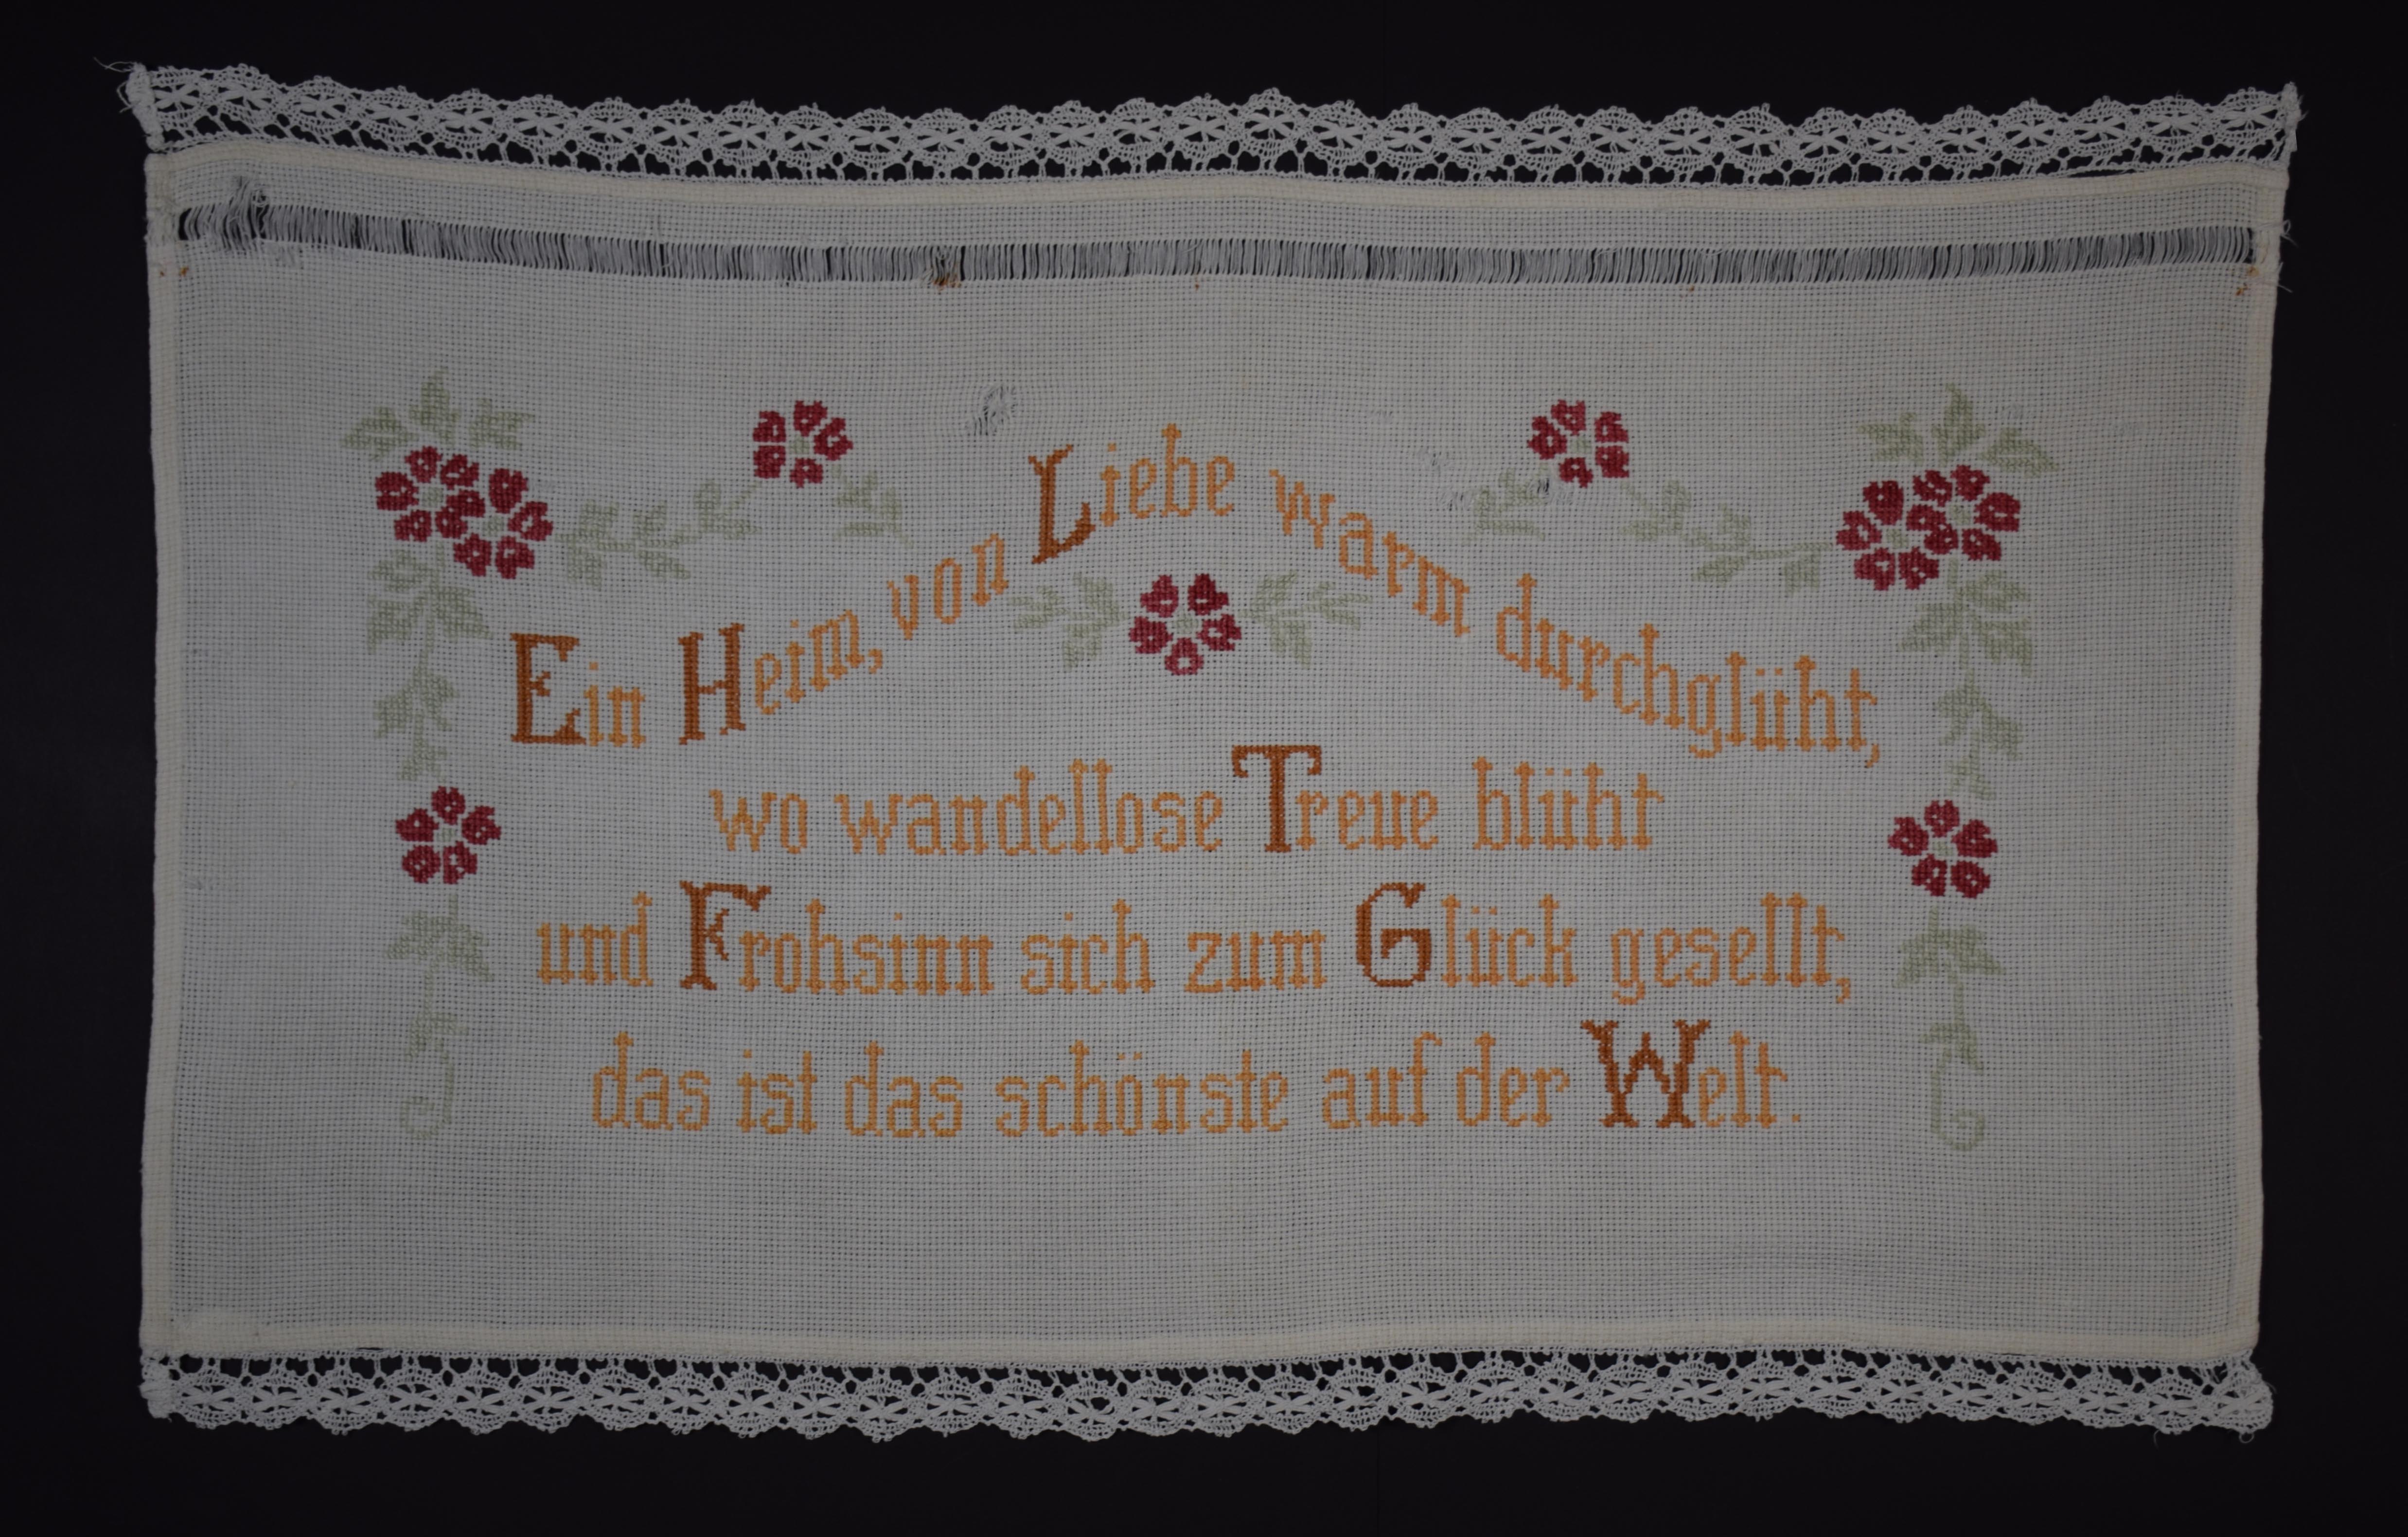 Ein Heim, von Liebe warm durchglüht,
wo wandellose Treue blüht
und Frohsinn sich zum Glück gesellt,
das ist das schönste auf der Welt.